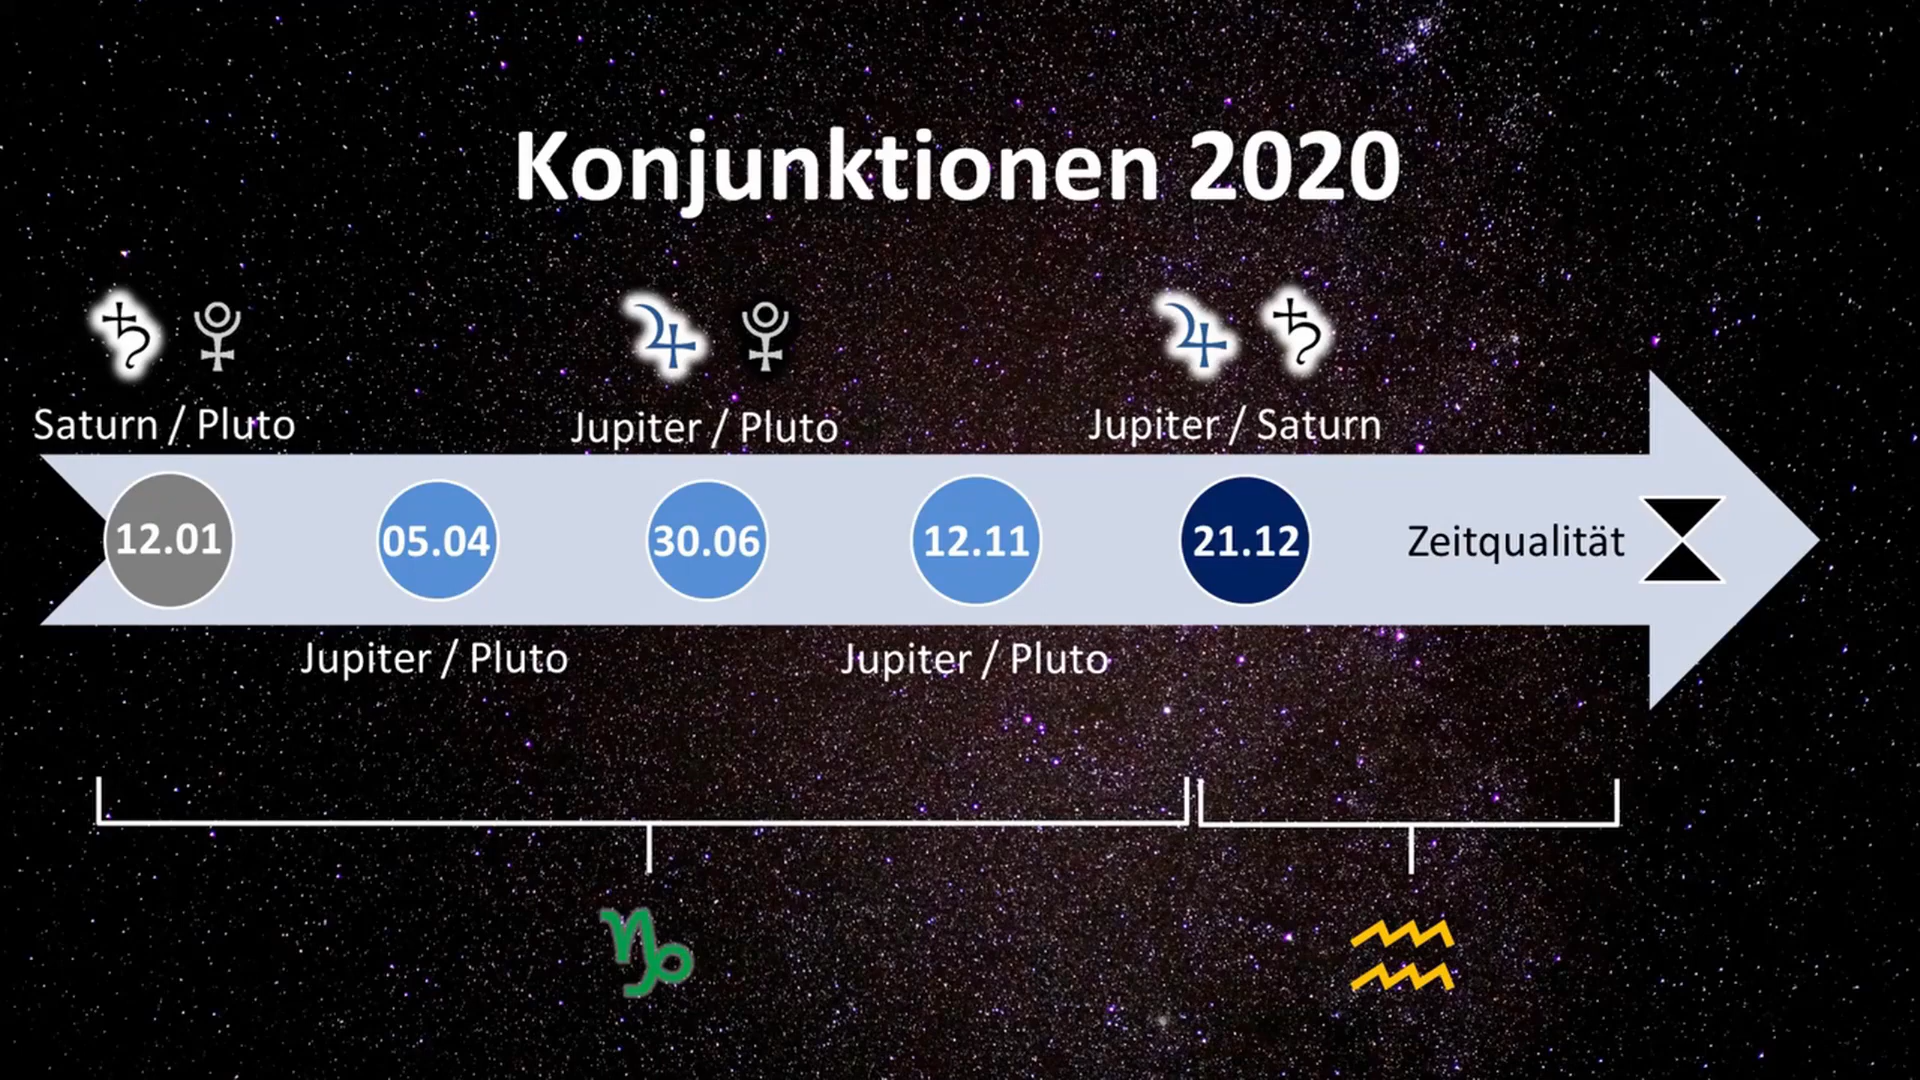 Konjunktionen 2020
Saturn / Pluto
Jupiter / Pluto
Jupiter / Saturn
12.01
05.04
30.06
12.11
21.12
Zeitqualität
Jupiter / Pluto
Jupiter / Pluto